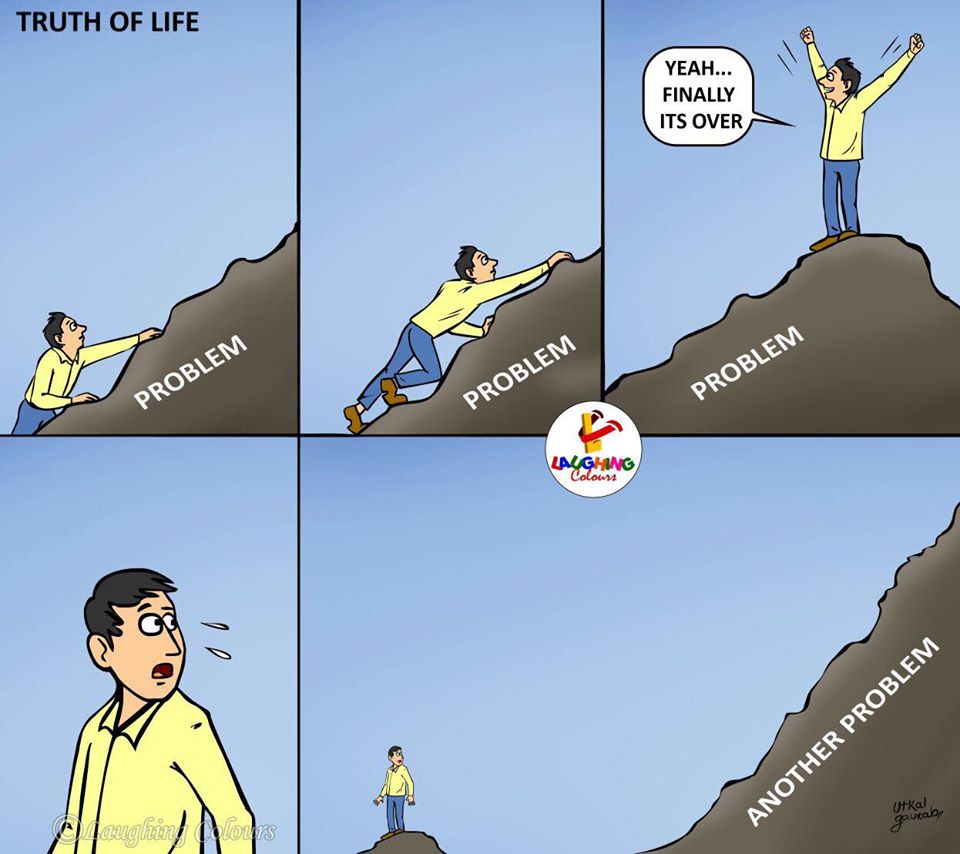 TRUTH OF LIFE
PROBLEM
PROBLEM
YEAH...
FINALLY
ITS OVER
PROBLEM
LAUGHING
Colours
©Laughing Colours
ANOTHER PROBLEM
Utkal
gaurab//